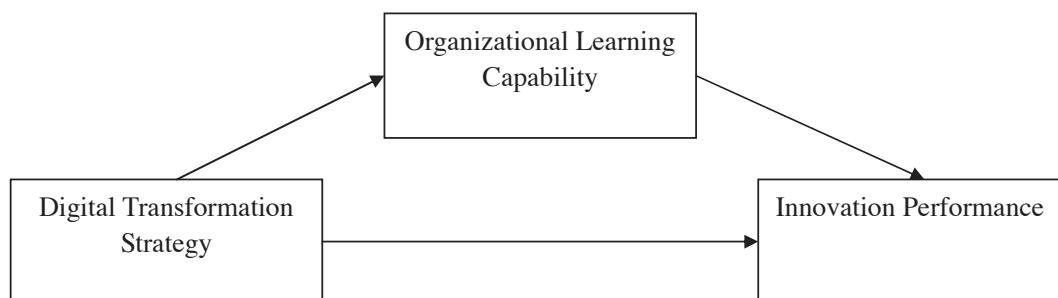 Organizational Learning
Capability
Digital Transformation
Strategy
Innovation Performance